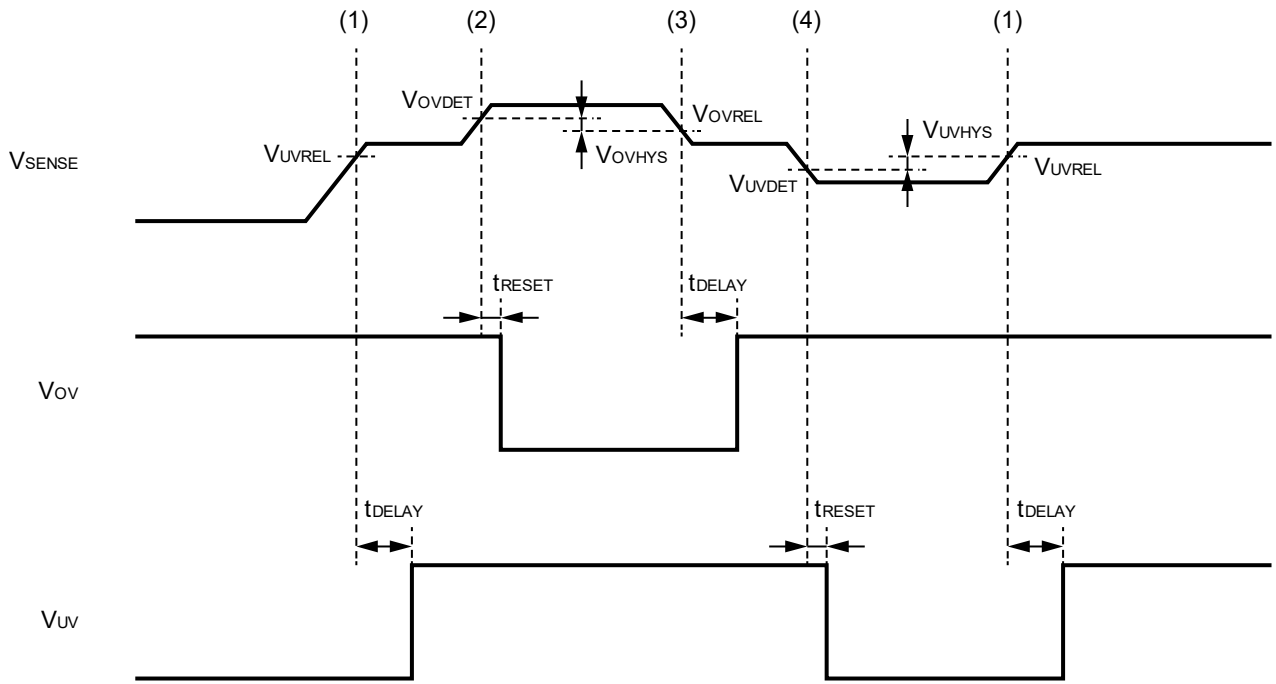 (1) (2) (3) (4) (1)
VOVDET
VOVREL
VUVHYS
VUVREL
VOVHYS
VSENSE
VUVDET
VUVREL
tRESET
tDELAY
VOV
tDELAY
tRESET
tDELAY
VUV